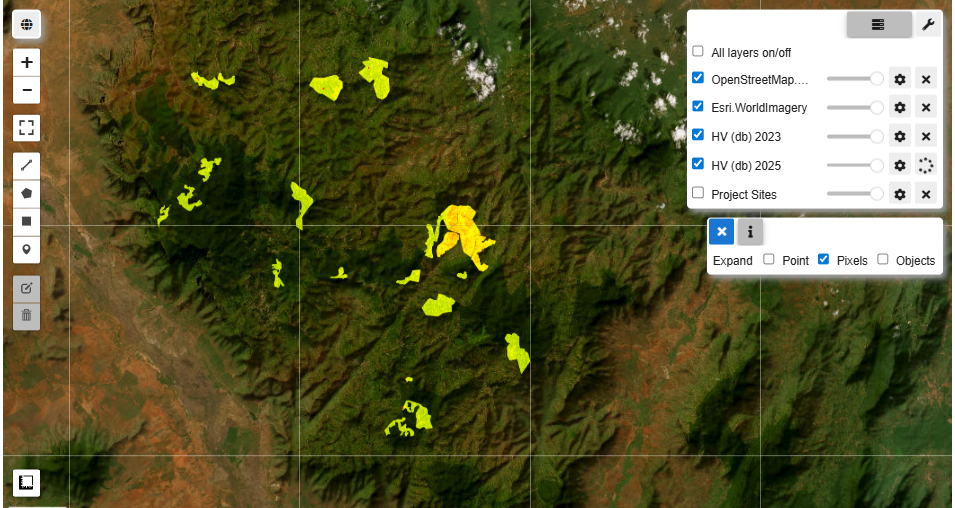 +
−
All layers on/off
OpenStreetMap....
Esri.WorldImagery
HV (db) 2023
HV (db) 2025
Project Sites
Expand Point Pixels Objects